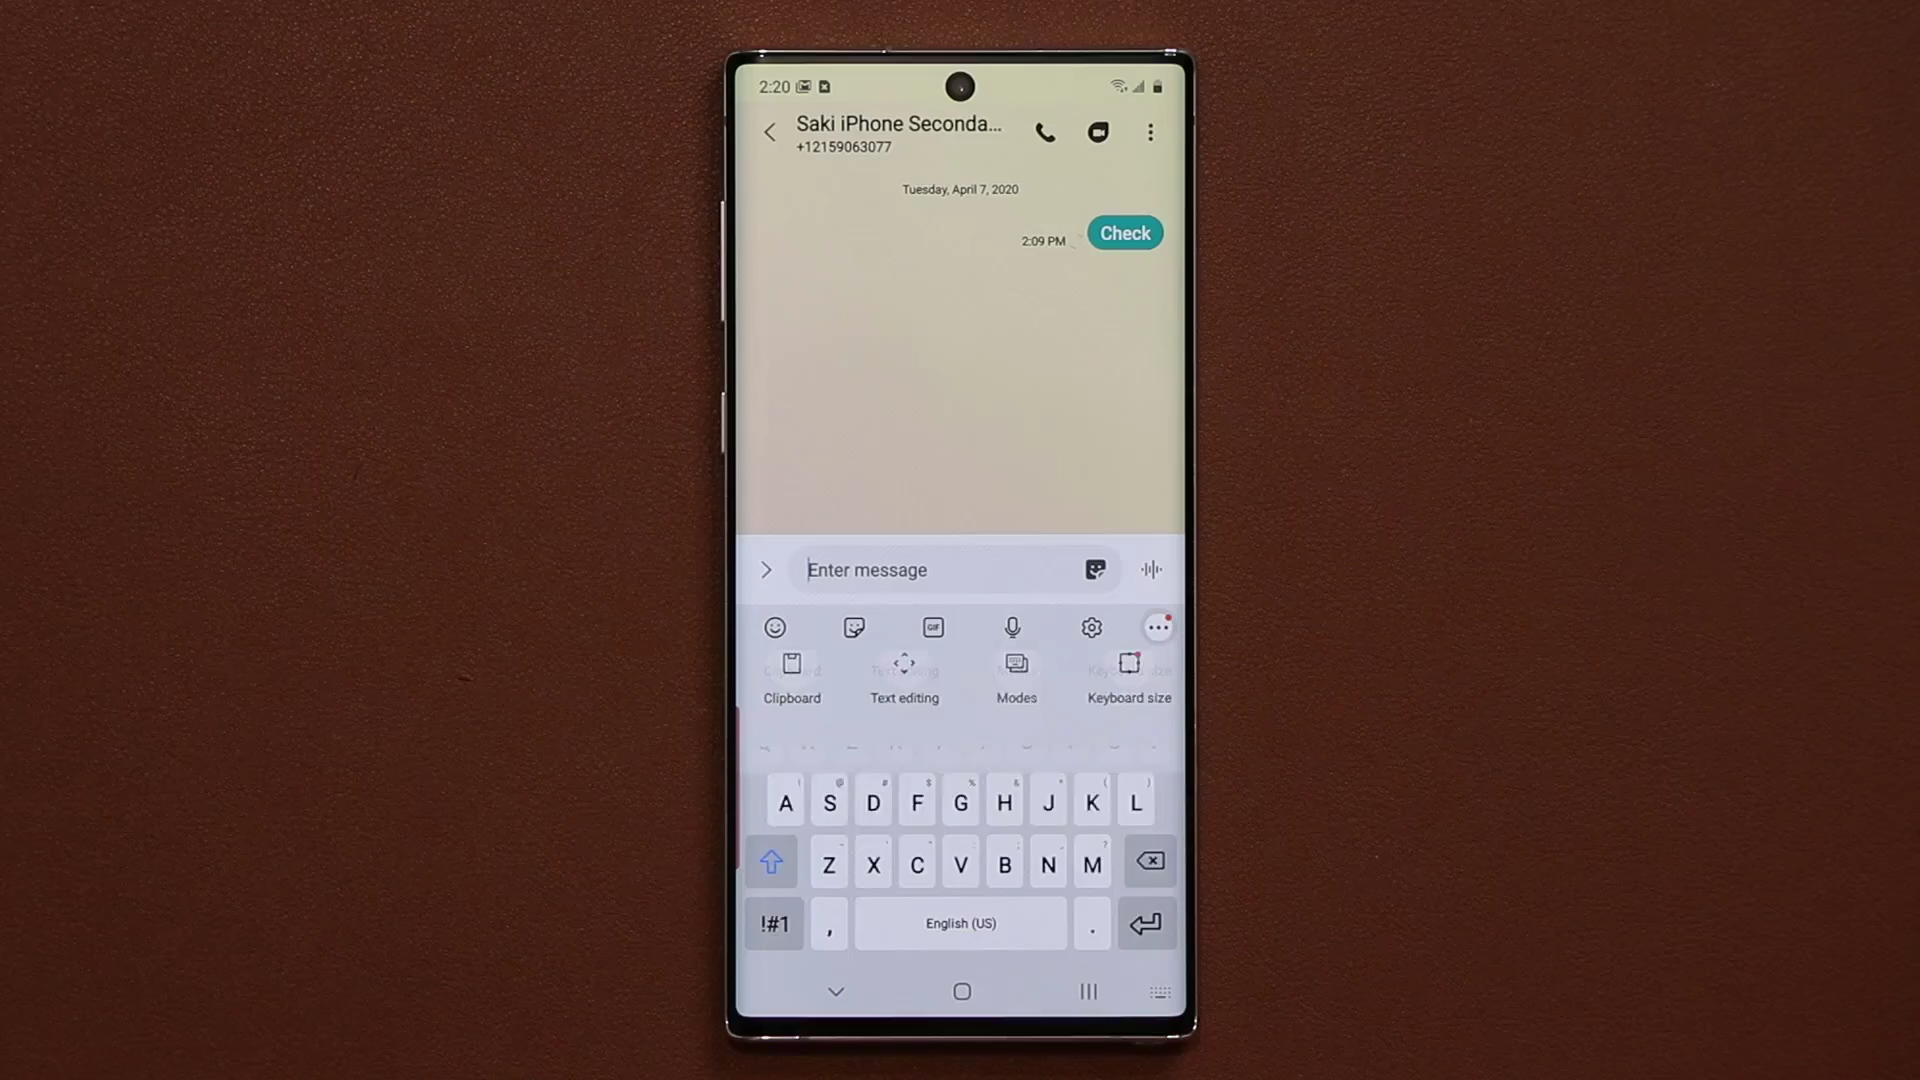 2:20
Saki iPhone Seconda...
+12159063077
Tuesday, April 7, 2020
2:09 PM Check
Enter message
GIF
Clipboard Text editing Modes Keyboard size
A S D F G H J K L
Z X C V B N M
!#1 , English (US) .